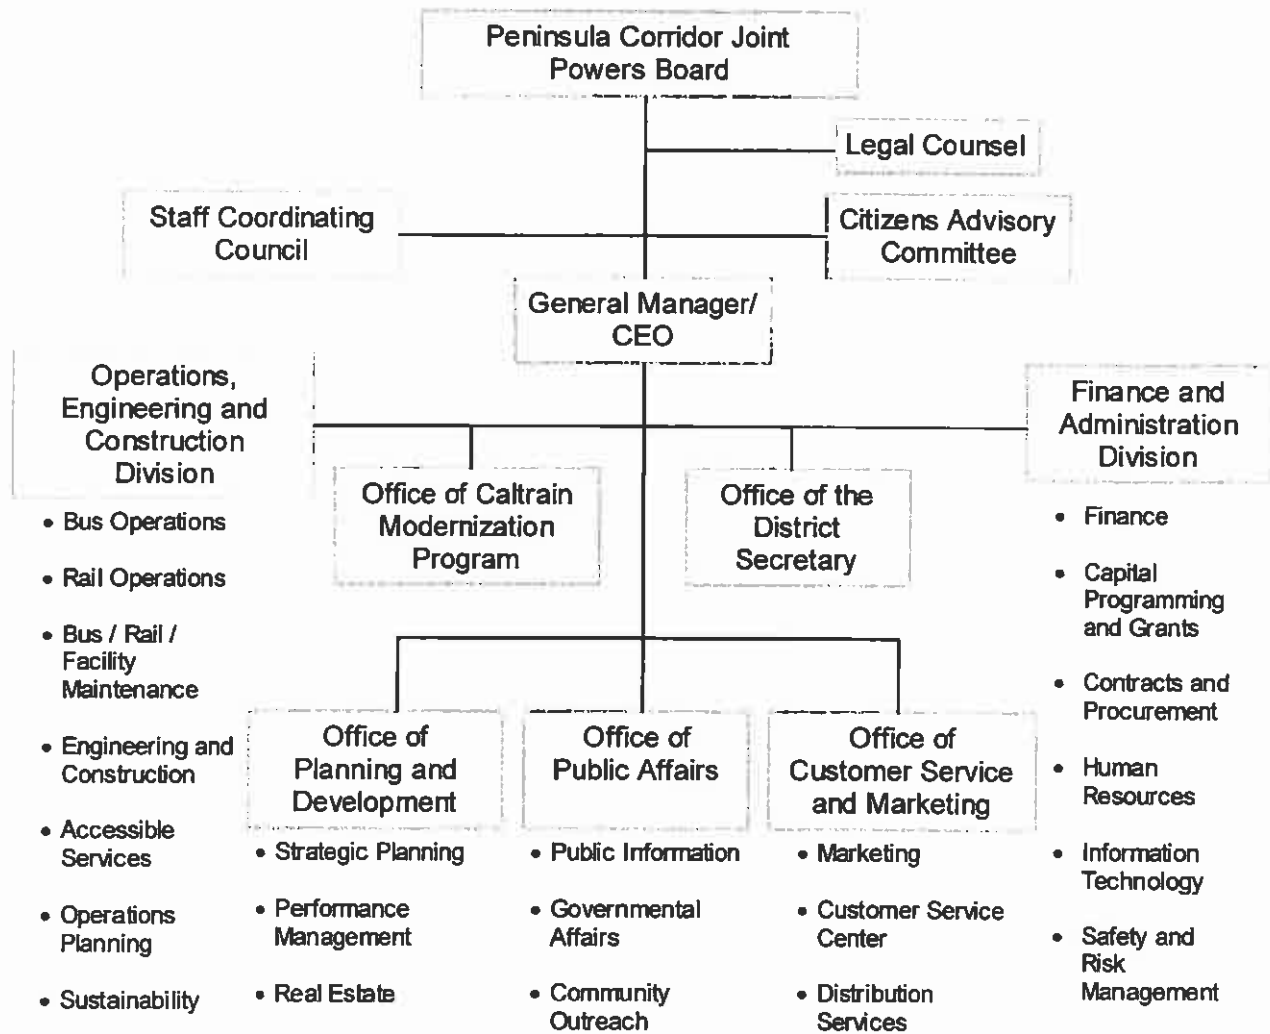 Peninsula Corridor Joint
Powers Board
Legal Counsel
Staff Coordinating
Council
Citizens Advisory
Committee
General Manager/
CEO
Operations,
Engineering and
Construction
Division
• Bus Operations
• Rail Operations
• Bus / Rail /
Facility
Maintenance
• Engineering and
Construction
• Accessible
Services
• Operations
Planning
• Sustainability
Office of Caltrain
Modernization
Program
Office of the
District
Secretary
Finance and
Administration
Division
• Finance
• Capital
Programming
and Grants
• Contracts and
Procurement
• Human
Resources
• Information
Technology
• Safety and
Risk
Management
Office of
Planning and
Development
• Strategic Planning
• Performance
Management
• Real Estate
Office of
Public Affairs
• Public Information
• Governmental
Affairs
• Community
Outreach
Office of
Customer Service
and Marketing
• Marketing
• Customer Service
Center
• Distribution
Services